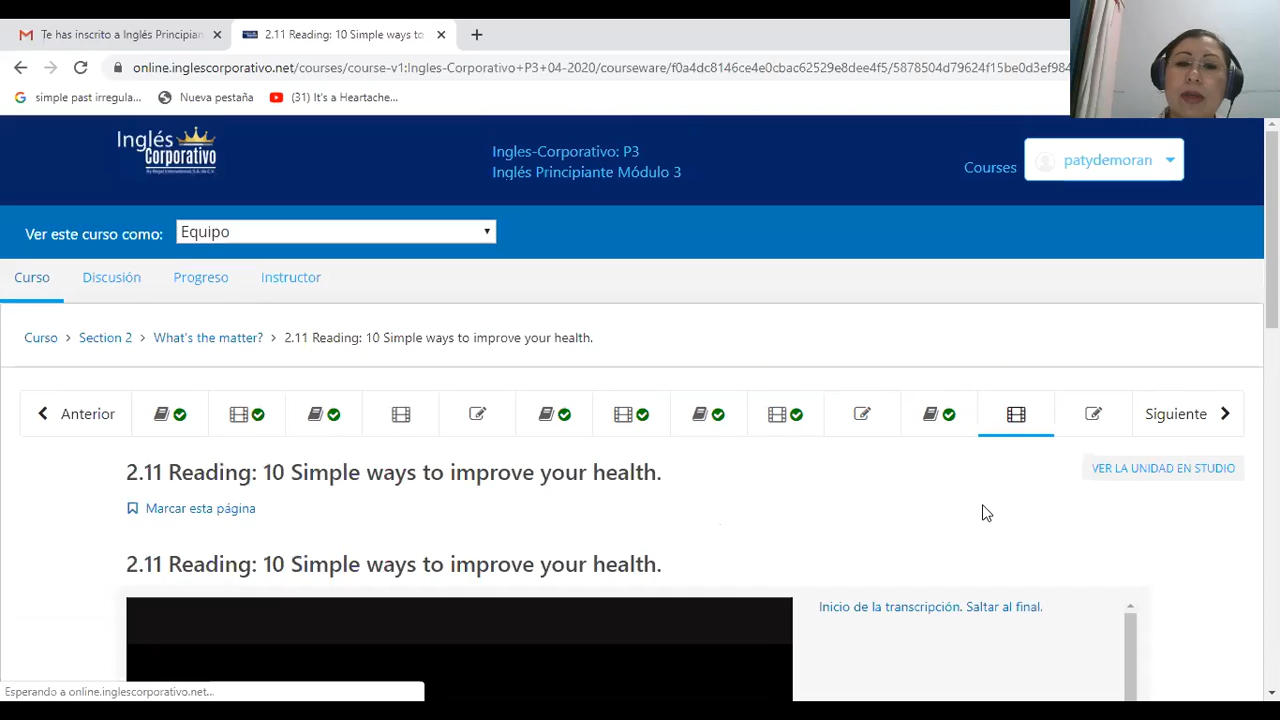 Te has inscrito a Inglés Principian
2.11 Reading: 10 Simple ways to
online.inglescorporativo.net/courses/course-v1:Ingles-Corporativo+P3+04-2020/courseware/f0a4dc8146ce4e0cbac62529e8dee4f5/5878504d79624f15be0d3ef984
simple past irregula...
Nueva pestaña
(31) It's a Heartache...
Inglés
Corporativo
Ingles-Corporativo: P3
Inglés Principiante Módulo 3
Courses
patydemoran
Ver este curso como:
Equipo
Curso
Discusión
Progreso
Instructor
Curso > Section 2 > What's the matter? > 2.11 Reading: 10 Simple ways to improve your health.
Anterior
Siguiente
2.11 Reading: 10 Simple ways to improve your health.
VER LA UNIDAD EN STUDIO
Marcar esta página
2.11 Reading: 10 Simple ways to improve your health.
Inicio de la transcripción. Saltar al final.
Esperando a online.inglescorporativo.net...